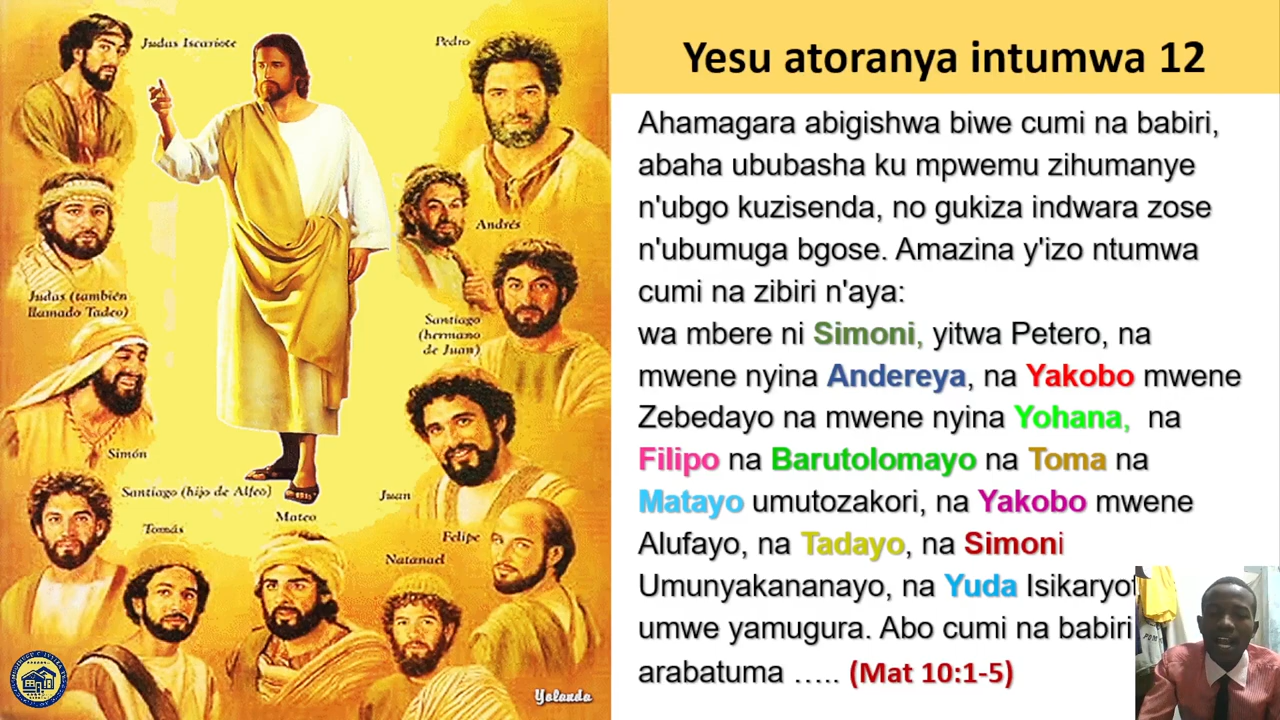 Judas Iscariote
Pedro
Andrés
Judas (también
llamado Tadeo)
Santiago
(hermano
de Juan)
Simón
Santiago (hijo de Alfeo)
Juan
Mateo
Tomás
Felipe
Natanael
Yolanda
Yesu atoranya intumwa 12
Ahamagara abigishwa biwe cumi na babiri,
abaha ububasha ku mpwemu zihumanye
n'ubgo kuzisenda, no gukiza indwara zose
n'ubumuga bgose. Amazina y'izo ntumwa
cumi na zibiri n'aya:
wa mbere ni Simoni, yitwa Petero, na
mwene nyina Andereya, na Yakobo mwene
Zebedayo na mwene nyina Yohana, na
Filipo na Barutolomayo na Toma na
Matayo umutozakori, na Yakobo mwene
Alufayo, na Tadayo, na Simoni
Umunyakananayo, na Yuda
umwe yamugura. Abo cumi na babiri
arabatuma ….. (Mat 10:1-5)